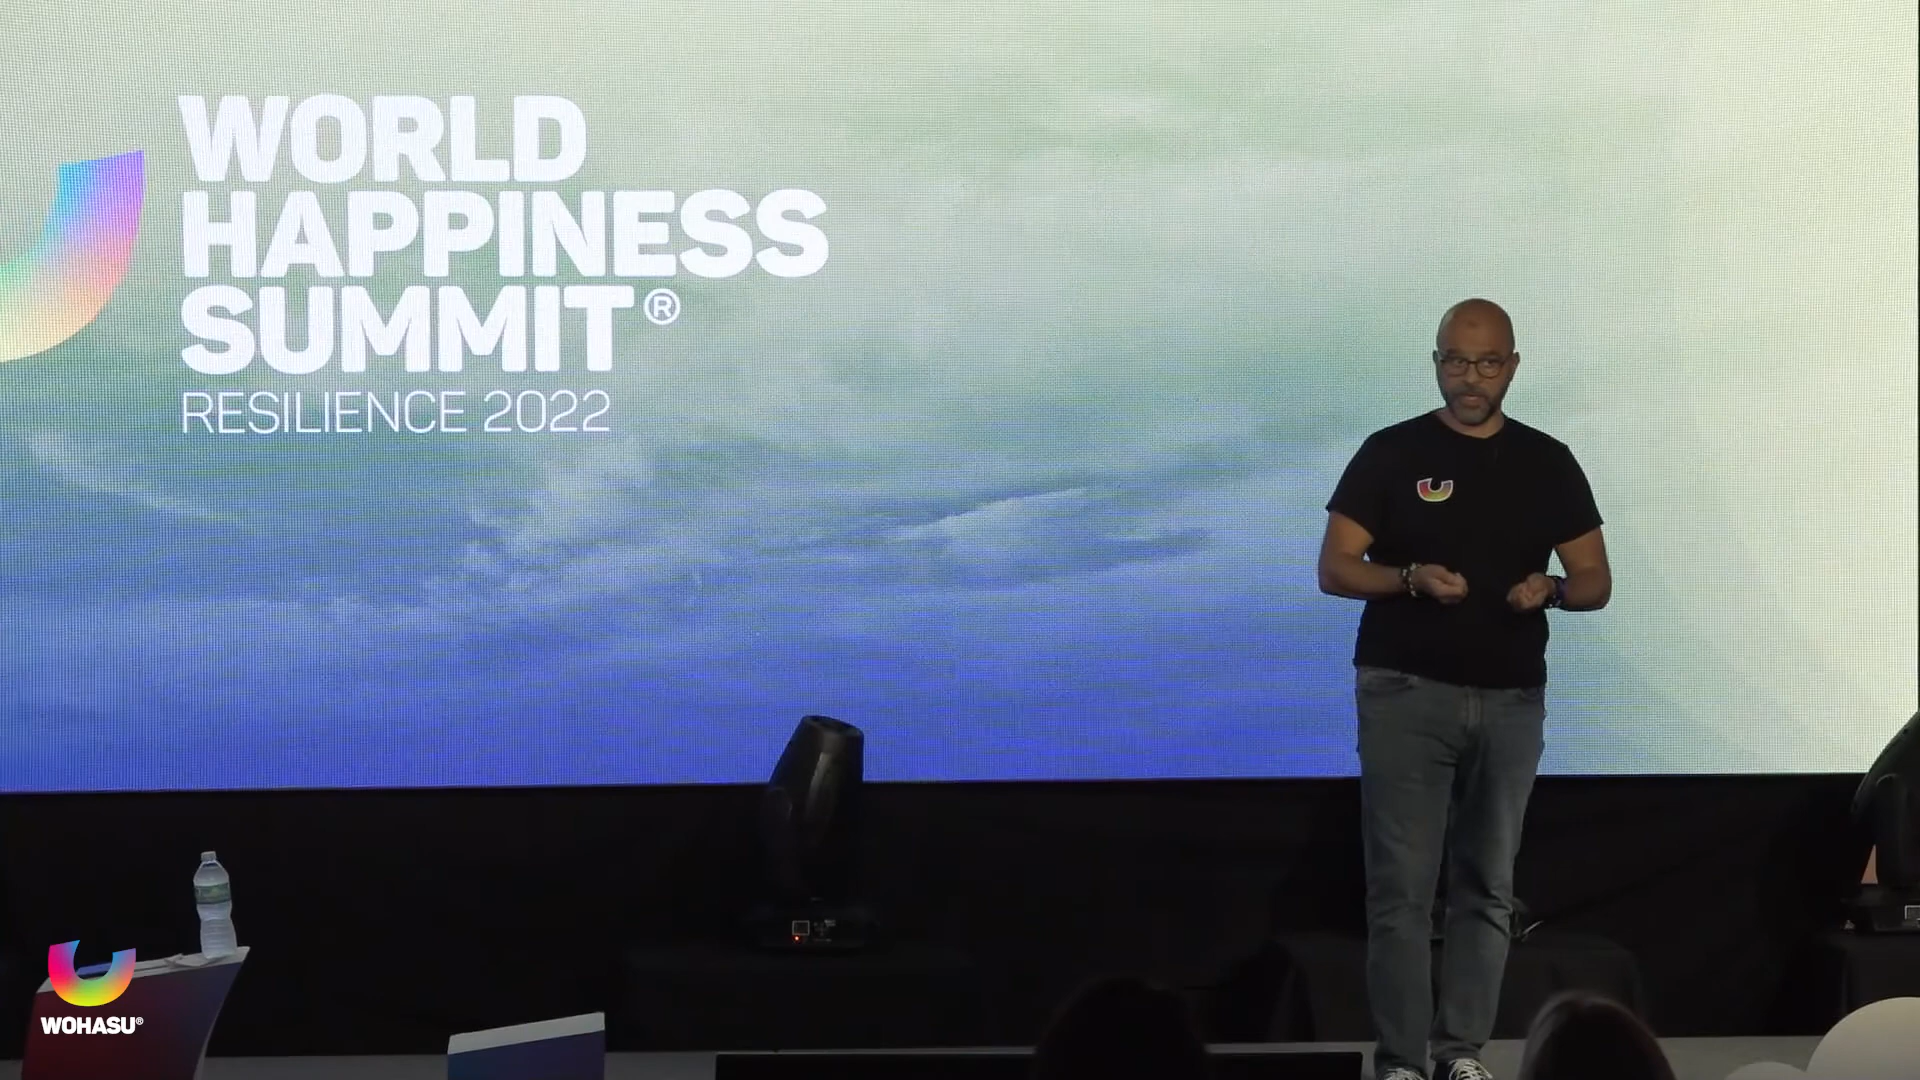 WORLD
HAPPINESS
SUMMIT®
RESILIENCE 2022
WOHASU®